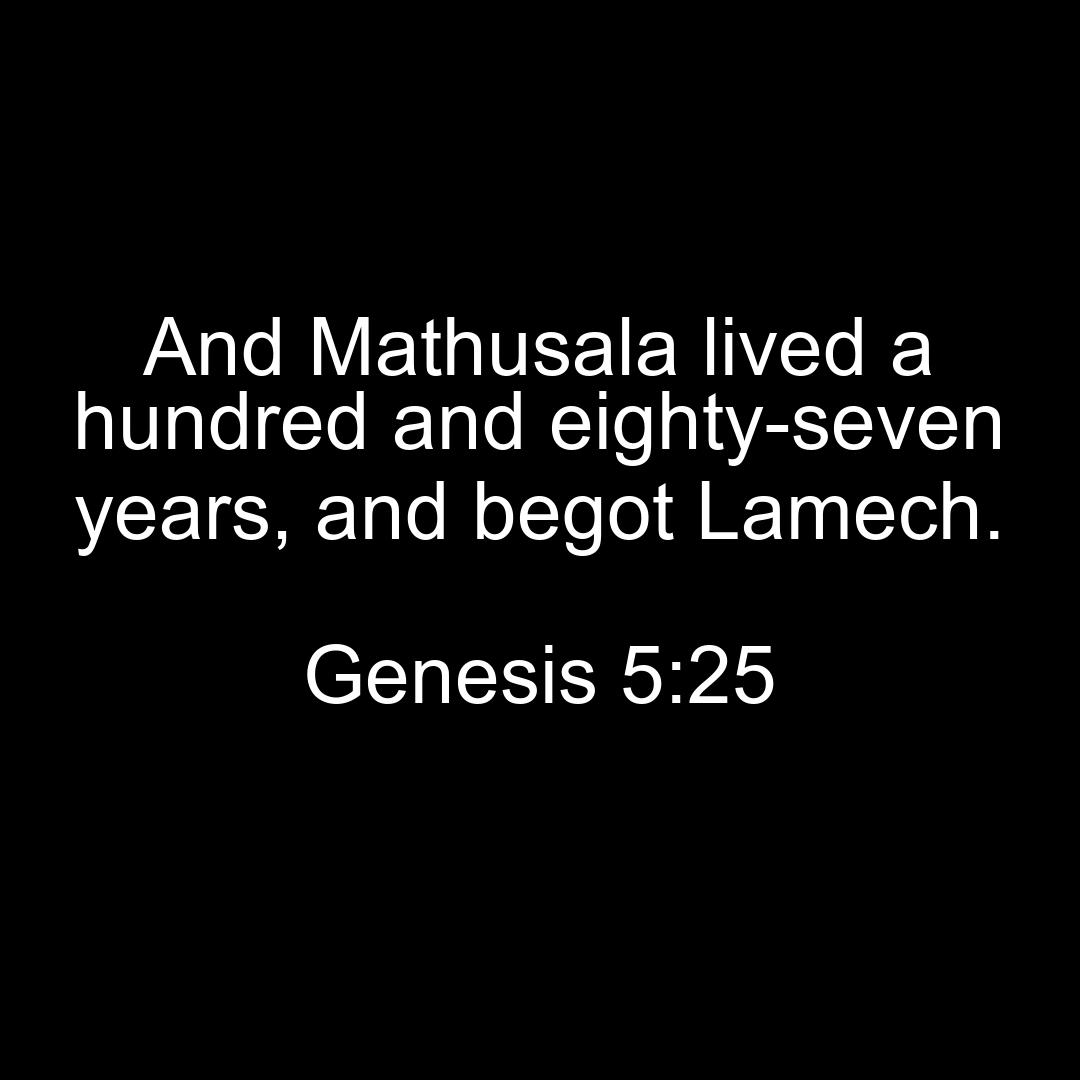 And Mathusala lived a
hundred and eighty-seven
years, and begot Lamech.
Genesis 5:25